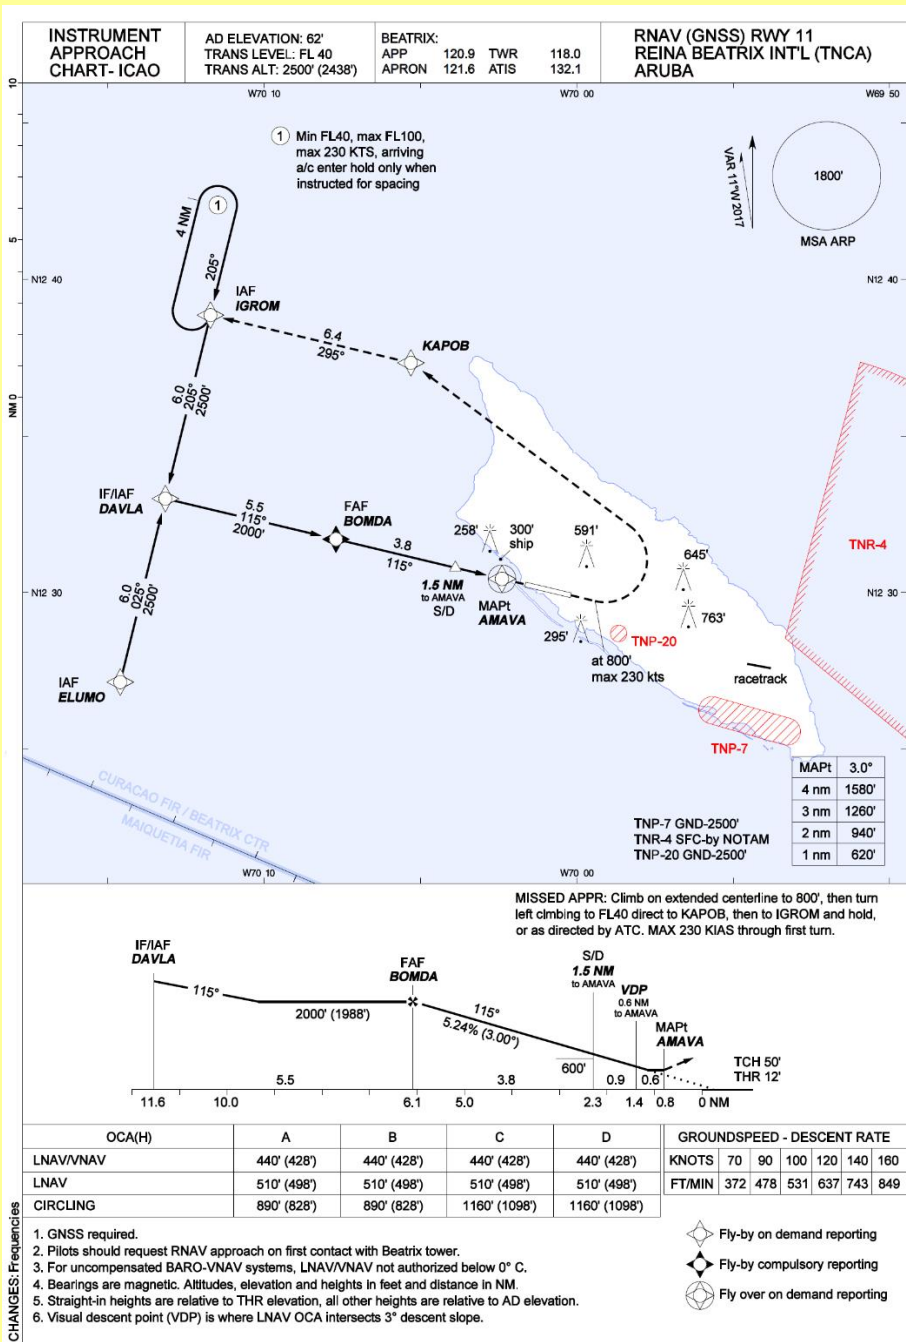 INSTRUMENT
APPROACH
CHART- ICAO
AD ELEVATION: 62'
TRANS LEVEL: FL 40
TRANS ALT: 2500' (2438')
BEATRIX:
APP 120.9 TWR 118.0
APRON 121.6 ATIS 132.1
RNAV (GNSS) RWY 11
REINA BEATRIX INT'L (TNCA)
ARUBA
W70 10 W70 00 W69 50
10
5
NM 0
1 Min FL40, max FL100,
max 230 KTS, arriving
a/c enter hold only when
instructed for spacing
VAR 11°W 2017
1800'
MSA ARP
4 NM
1
205°
N12 40 N12 40
IAF
IGROM
6.4
295°
KAPOB
6.0
205°
2500'
IF/IAF
DAVLA
5.5
115°
2000'
FAF
BOMDA
3.8
115°
1.5 NM
to AMAVA
S/D
MAPt
AMAVA
258'
300'
ship
591'
645'
763'
295'
TNR-4
TNP-20
at 800'
max 230 kts
racetrack
TNP-7
N12 30 N12 30
6.0
025°
2500'
IAF
ELUMO
CURACAO FIR / BEATRIX CTR
MAIQUETIA FIR
TNP-7 GND-2500'
TNR-4 SFC-by NOTAM
TNP-20 GND-2500'
MAPt 3.0°
4 nm 1580'
3 nm 1260'
2 nm 940'
1 nm 620'
W70 10 W70 00
MISSED APPR: Climb on extended centerline to 800', then turn
left clmbing to FL40 direct to KAPOB, then to IGROM and hold,
or as directed by ATC. MAX 230 KIAS through first turn.
IF/IAF
DAVLA
115°
2000' (1988')
FAF
BOMDA
115°
5.24% (3.00°)
S/D
1.5 NM
to AMAVA
VDP
0.6 NM
to AMAVA
MAPt
AMAVA
600'
TCH 50'
THR 12'
5.5 3.8 0.9 0.6
11.6 10.0 6.1 5.0 2.3 1.4 0.8 0 NM
OCA(H) A B C D
LNAV/VNAV 440' (428') 440' (428') 440' (428') 440' (428')
LNAV 510' (498') 510' (498') 510' (498') 510' (498')
CIRCLING 890' (828') 890' (828') 1160' (1098') 1160' (1098')
GROUNDSPEED - DESCENT RATE
KNOTS 70 90 100 120 140 160
FT/MIN 372 478 531 637 743 849
1. GNSS required.
2. Pilots should request RNAV approach on first contact with Beatrix tower.
3. For uncompensated BARO-VNAV systems, LNAV/VNAV not authorized below 0° C.
4. Bearings are magnetic. Altitudes, elevation and heights in feet and distance in NM.
5. Straight-in heights are relative to THR elevation, all other heights are relative to AD elevation.
6. Visual descent point (VDP) is where LNAV OCA intersects 3° descent slope.
Fly-by on demand reporting
Fly-by compulsory reporting
Fly over on demand reporting
CHANGES: Frequencies